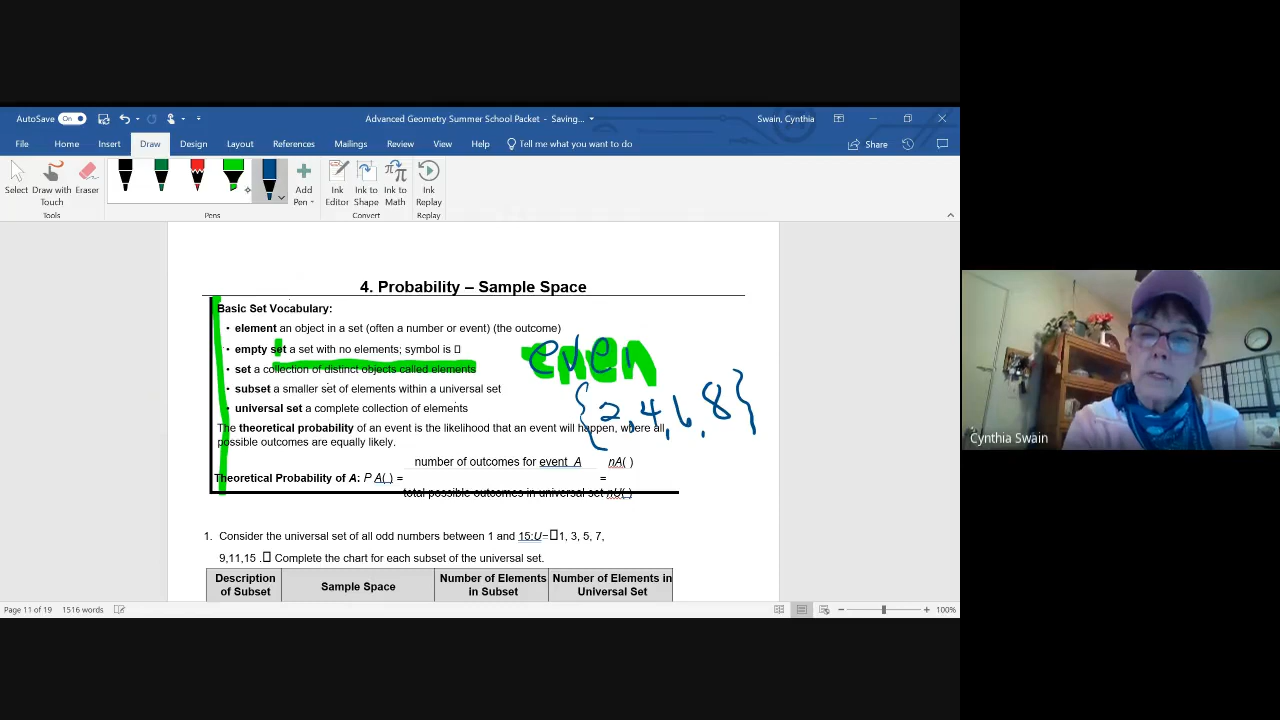 AutoSave On
Advanced Geometry Summer School Packet - Saving...
Swain, Cynthia
File Home Insert Draw Design Layout References Mailings Review View Help Tell me what you want to do
Share
Select Draw with Touch Eraser
Add Pen
Ink Editor Ink to Shape Ink to Math
Ink Replay
Tools Pens Convert Replay
4. Probability – Sample Space
Basic Set Vocabulary:
• element an object in a set (often a number or event) (the outcome)
• empty set a set with no elements; symbol is □
even
• set a collection of distinct objects called elements
• subset a smaller set of elements within a universal set
• universal set a complete collection of elements
{2,4,6,8}
The theoretical probability of an event is the likelihood that an event will happen, where all
possible outcomes are equally likely.
number of outcomes for event A nA( )
Theoretical Probability of A: P A( ) = =
total possible outcomes in universal set nU( )
1. Consider the universal set of all odd numbers between 1 and 15:U=□1, 3, 5, 7,
9,11,15 .□ Complete the chart for each subset of the universal set.
Description of Subset
Sample Space
Number of Elements in Subset
Number of Elements in Universal Set
Page 11 of 19 1516 words
100%
Cynthia Swain